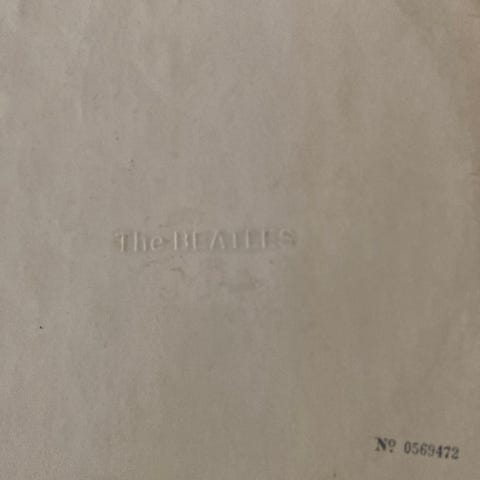 The BEATLES
Nº 0569472